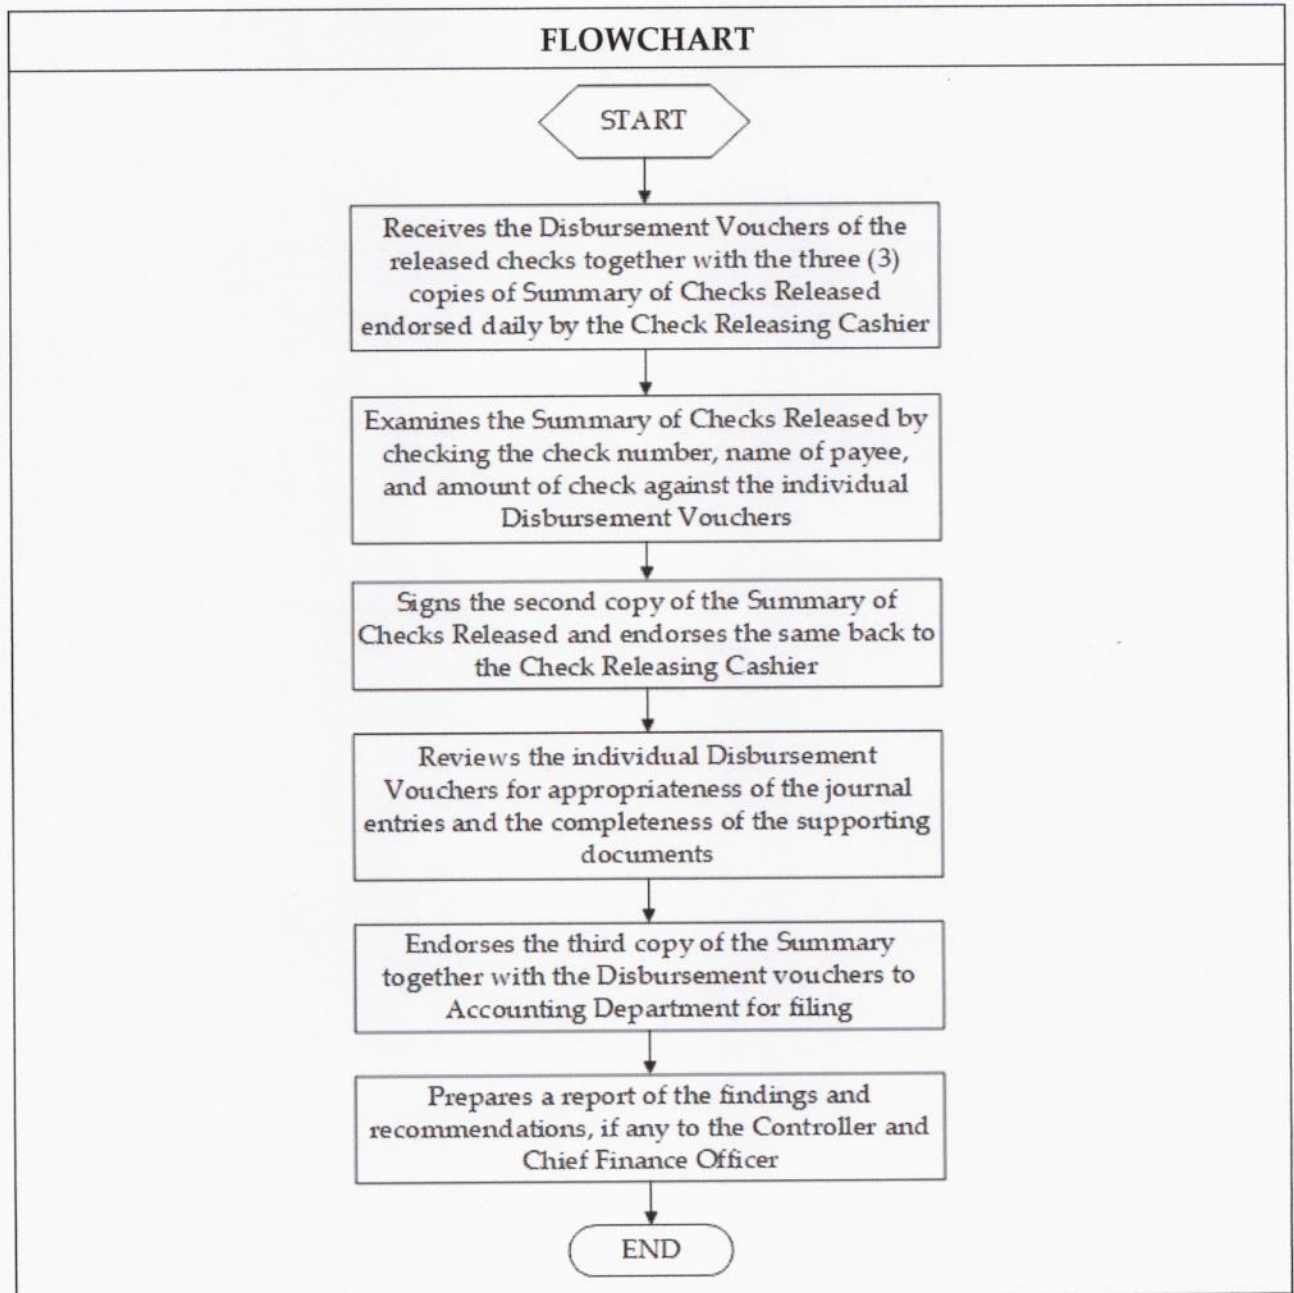 FLOWCHART
START
Receives the Disbursement Vouchers of the
released checks together with the three (3)
copies of Summary of Checks Released
endorsed daily by the Check Releasing Cashier
Examines the Summary of Checks Released by
checking the check number, name of payee,
and amount of check against the individual
Disbursement Vouchers
Signs the second copy of the Summary of
Checks Released and endorses the same back to
the Check Releasing Cashier
Reviews the individual Disbursement
Vouchers for appropriateness of the journal
entries and the completeness of the supporting
documents
Endorses the third copy of the Summary
together with the Disbursement vouchers to
Accounting Department for filing
Prepares a report of the findings and
recommendations, if any to the Controller and
Chief Finance Officer
END